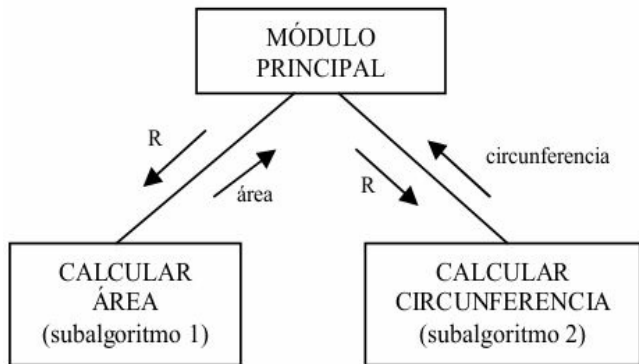 MÓDULO
PRINCIPAL
R
área
R
circunferencia
CALCULAR
ÁREA
(subalgoritmo 1)
CALCULAR
CIRCUNFERENCIA
(subalgoritmo 2)